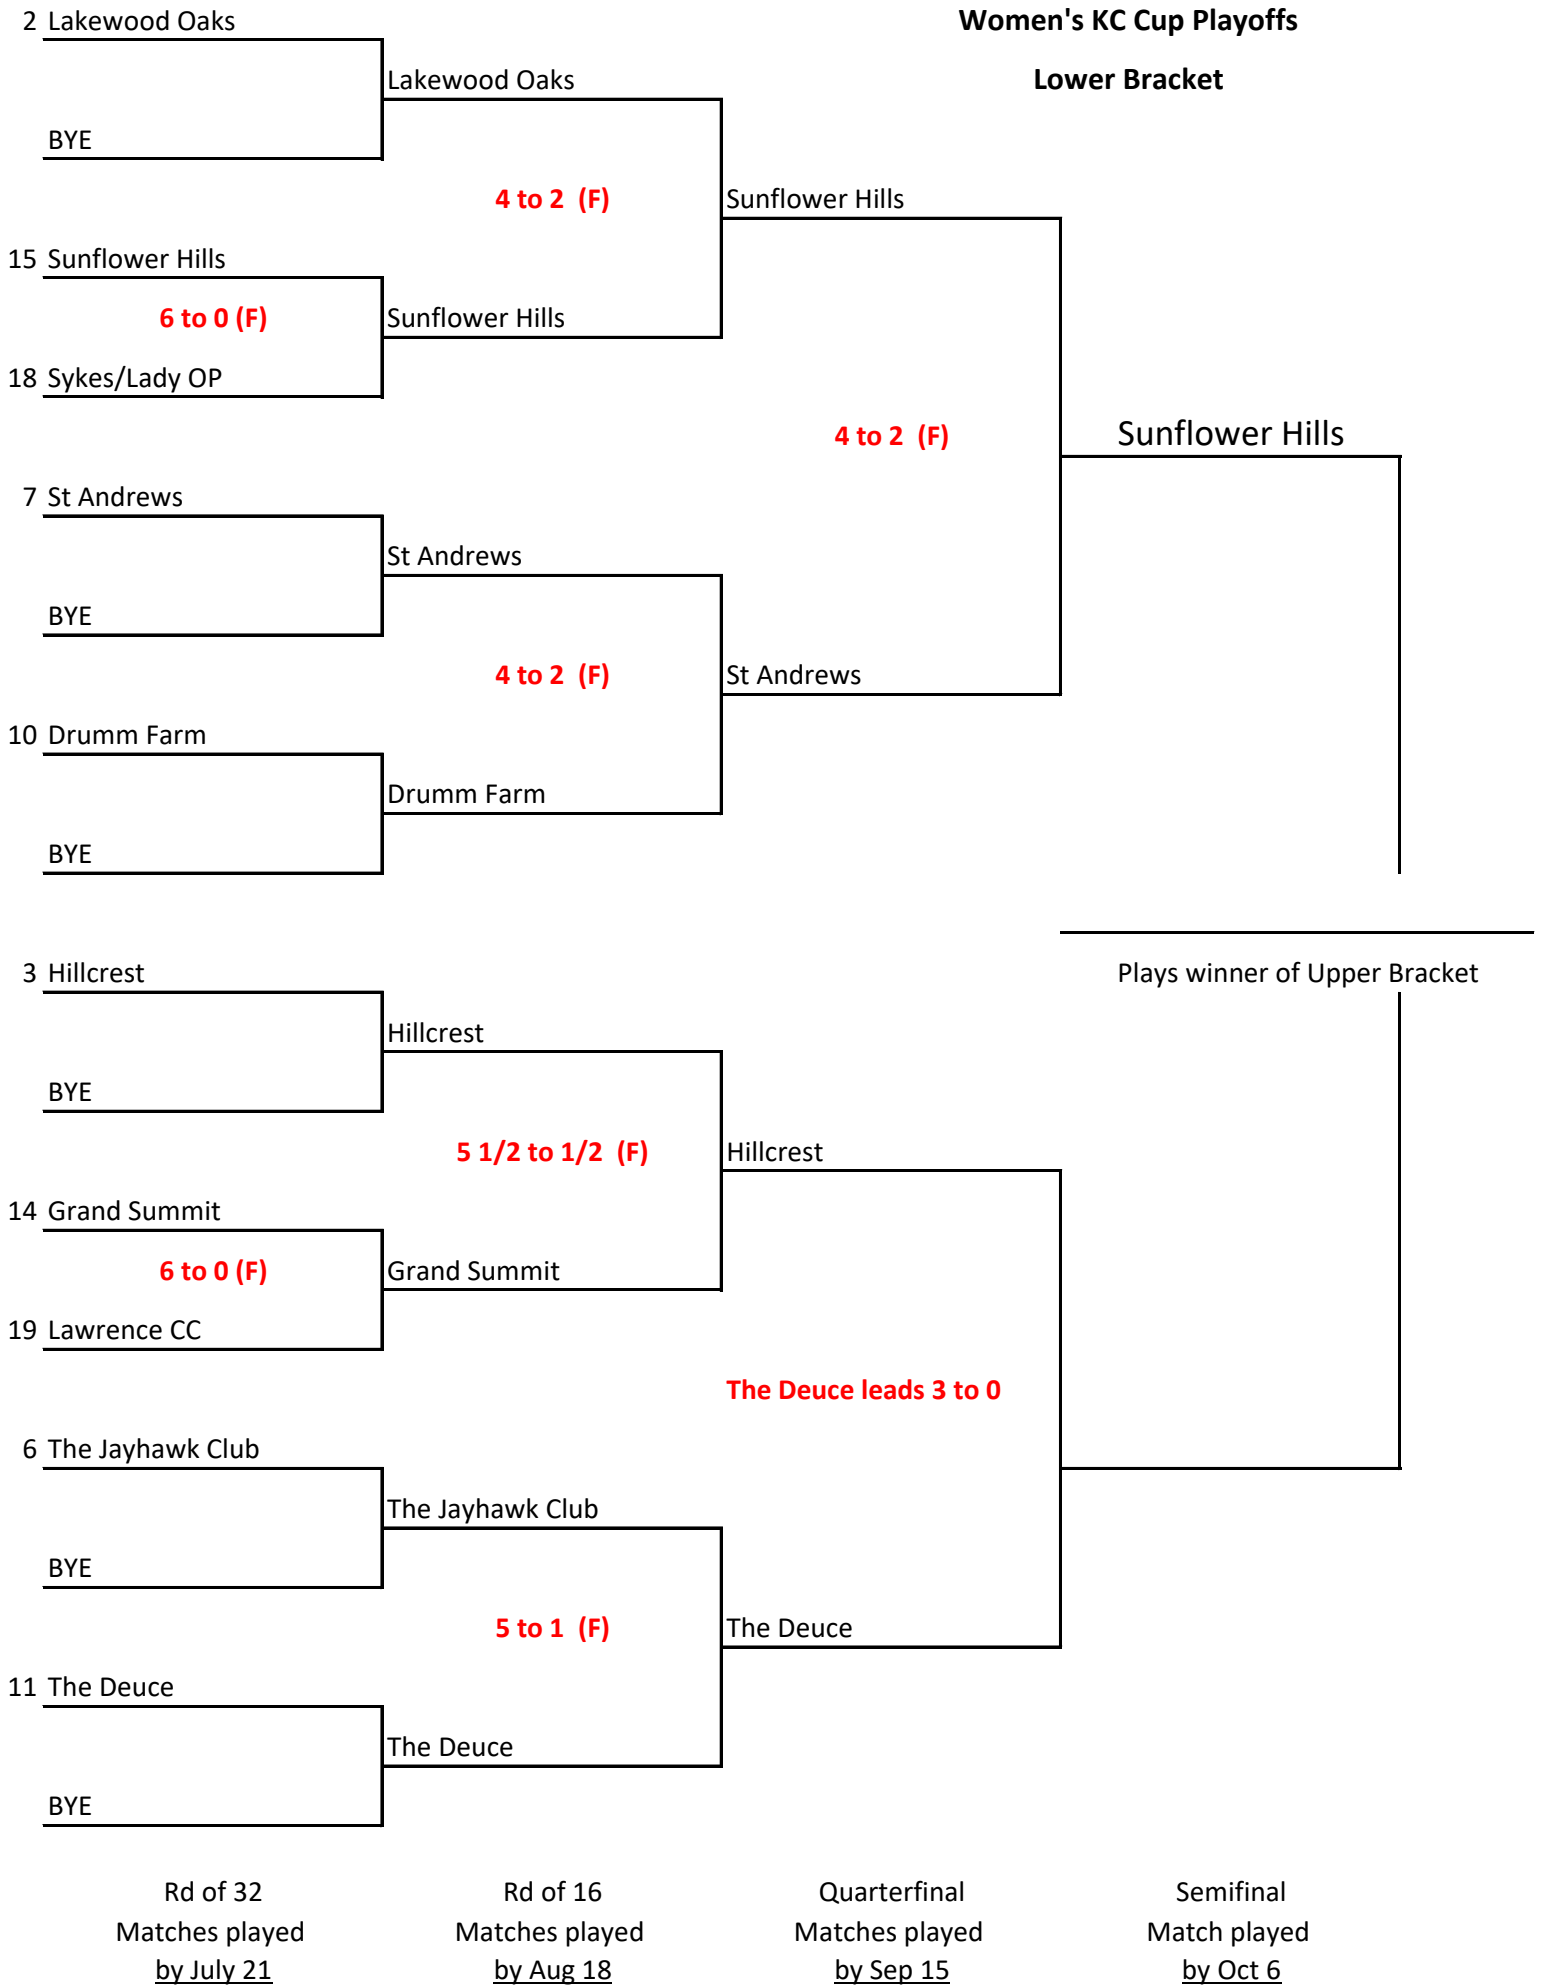 2 Lakewood Oaks
Women's KC Cup Playoffs
Lakewood Oaks
Lower Bracket
BYE
4 to 2 (F)
Sunflower Hills
15 Sunflower Hills
6 to 0 (F)
Sunflower Hills
18 Sykes/Lady OP
4 to 2 (F)
Sunflower Hills
7 St Andrews
St Andrews
BYE
4 to 2 (F)
St Andrews
10 Drumm Farm
Drumm Farm
BYE
3 Hillcrest
Plays winner of Upper Bracket
Hillcrest
BYE
5 1/2 to 1/2 (F)
Hillcrest
14 Grand Summit
6 to 0 (F)
Grand Summit
19 Lawrence CC
The Deuce leads 3 to 0
6 The Jayhawk Club
The Jayhawk Club
BYE
5 to 1 (F)
The Deuce
11 The Deuce
The Deuce
BYE
Rd of 32
Matches played
by July 21
Rd of 16
Matches played
by Aug 18
Quarterfinal
Matches played
by Sep 15
Semifinal
Match played
by Oct 6